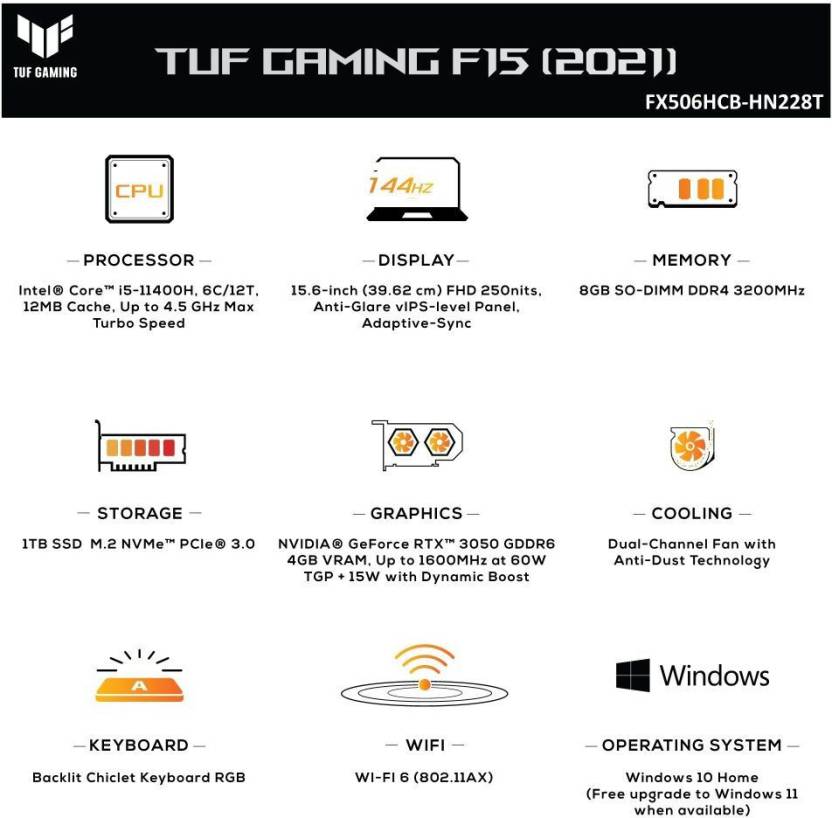 TUF GAMING
TUF GAMING F15 (2021)
FX506HCB-HN228T
CPU
144HZ
— PROCESSOR —
Intel® Core™ i5-11400H, 6C/12T,
12MB Cache, Up to 4.5 GHz Max
Turbo Speed
— DISPLAY —
15.6-inch (39.62 cm) FHD 250nits,
Anti-Glare vIPS-level Panel,
Adaptive-Sync
— MEMORY —
8GB SO-DIMM DDR4 3200MHz
— STORAGE —
1TB SSD M.2 NVMe™ PCIe® 3.0
— GRAPHICS —
NVIDIA® GeForce RTX™ 3050 GDDR6
4GB VRAM, Up to 1600MHz at 60W
TGP + 15W with Dynamic Boost
— COOLING —
Dual-Channel Fan with
Anti-Dust Technology
A
Windows
— KEYBOARD —
Backlit Chiclet Keyboard RGB
— WIFI —
WI-FI 6 (802.11AX)
— OPERATING SYSTEM —
Windows 10 Home
(Free upgrade to Windows 11
when available)